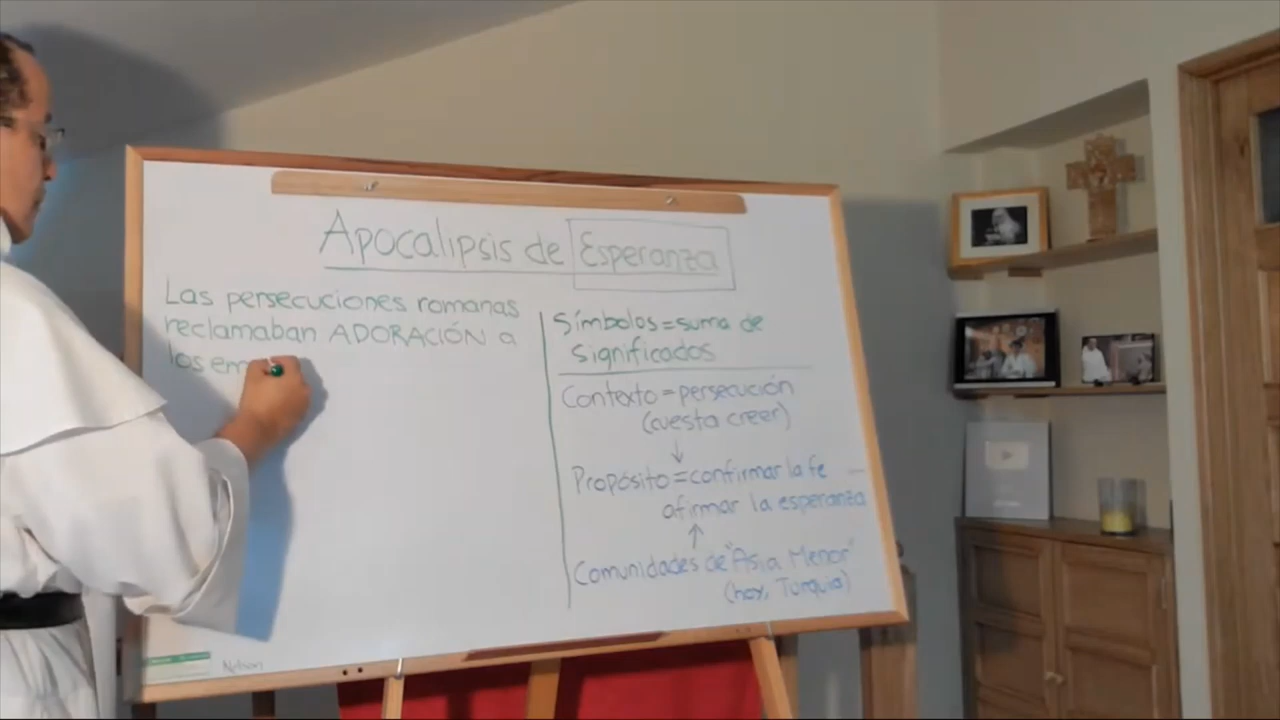 Apocalipsis de Esperanza
Las persecuciones romanas
reclamaban ADORACIÓN a
los em
Símbolos=suma de
significados
Contexto=persecución
(cuesta creer)
↓
Propósito=confirmar la fe
afirmar la esperanza
↑
Comunidades de "Asia Menor"
(hoy, Turquía)
Nelson